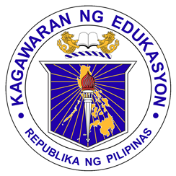 KAGAWARAN NG EDUKASYON
REPUBLIKA NG PILIPINAS